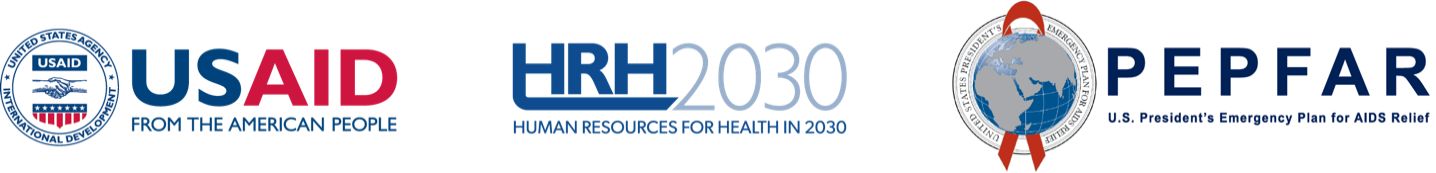 UNITED STATES AGENCY
USAID
INTERNATIONAL DEVELOPMENT
USAID
FROM THE AMERICAN PEOPLE
HRH2030
HUMAN RESOURCES FOR HEALTH IN 2030
UNITED STATES PRESIDENT'S EMERGENCY PLAN FOR AIDS RELIEF
PEPFAR
U.S. President's Emergency Plan for AIDS Relief